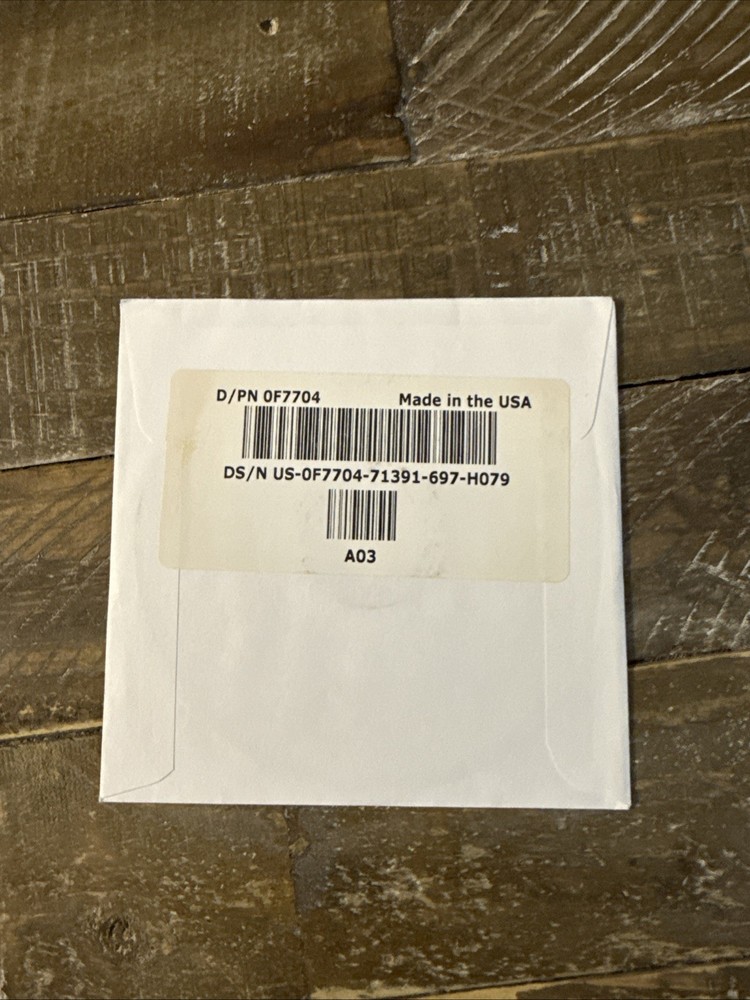 D/PN 0F7704 Made in the USA
DS/N US-0F7704-71391-697-H079
A03